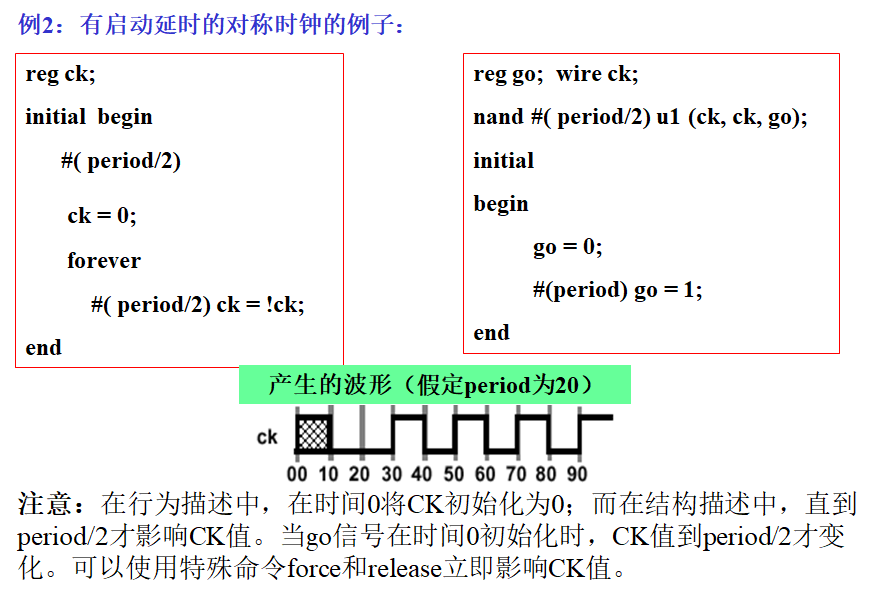 例2：有启动延时的对称时钟的例子：
reg ck;
initial begin
#( period/2)
ck = 0;
forever
#( period/2) ck = !ck;
end
reg go; wire ck;
nand #( period/2) u1 (ck, ck, go);
initial
begin
go = 0;
#(period) go = 1;
end
产生的波形（假定period为20）
ck
00 10 20 30 40 50 60 70 80 90
注意：在行为描述中，在时间0将CK初始化为0；而在结构描述中，直到
period/2才影响CK值。当go信号在时间0初始化时，CK值到period/2才变
化。可以使用特殊命令force和release立即影响CK值。